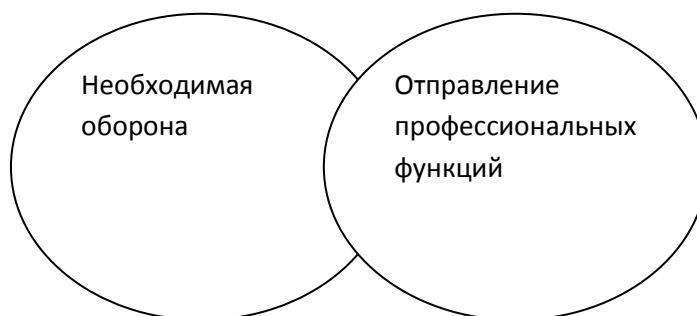 Необходимая
оборона
Отправление
профессиональных
функций